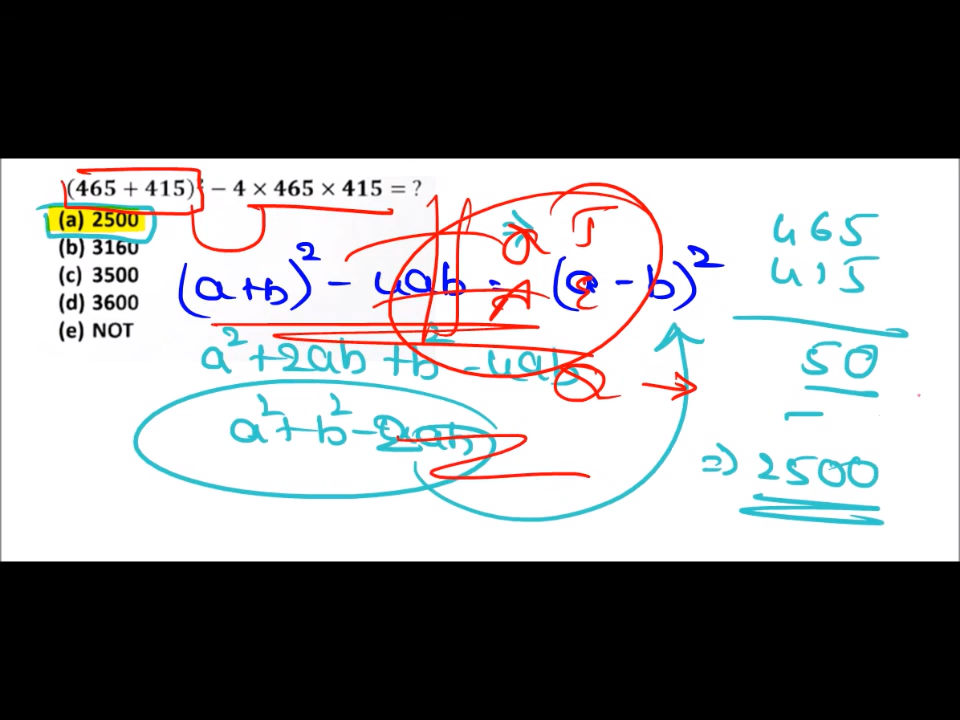 (465 + 415)² − 4 × 465 × 415 = ?
(a) 2500
(b) 3160
(c) 3500
(d) 3600
(e) NOT
(a+b)² - 4ab = (a - b)²
a² + 2ab + b² - 4ab
a² + b² - 2ab
465
415
50
⇒ 2500